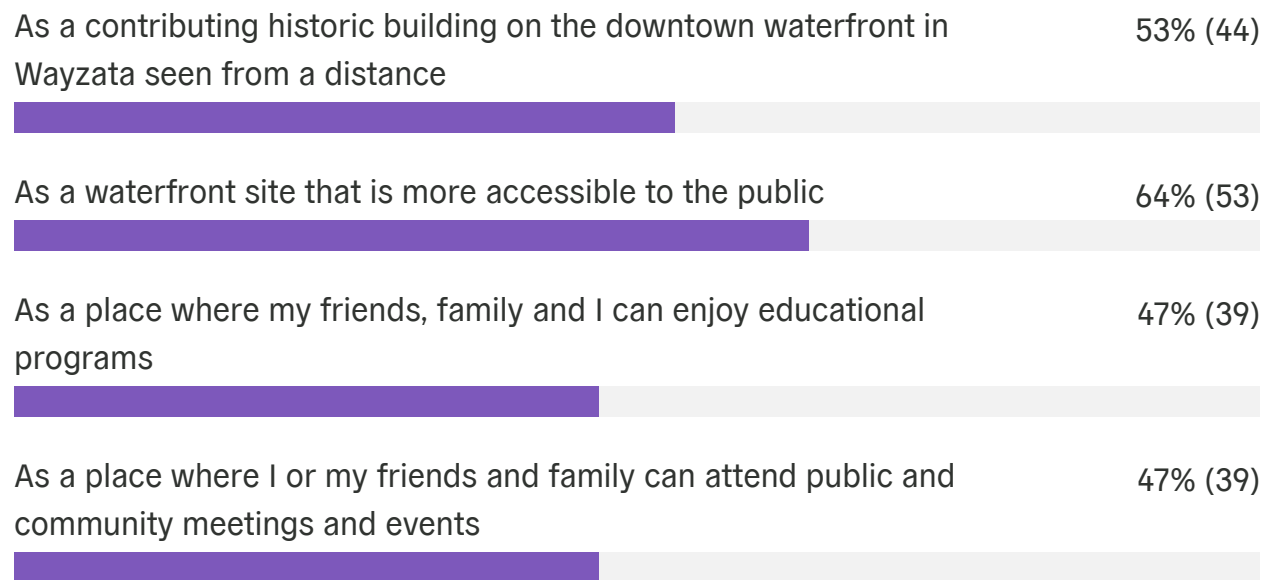 As a contributing historic building on the downtown waterfront in 53% (44)
Wayzata seen from a distance
As a waterfront site that is more accessible to the public 64% (53)
As a place where my friends, family and I can enjoy educational 47% (39)
programs
As a place where I or my friends and family can attend public and 47% (39)
community meetings and events